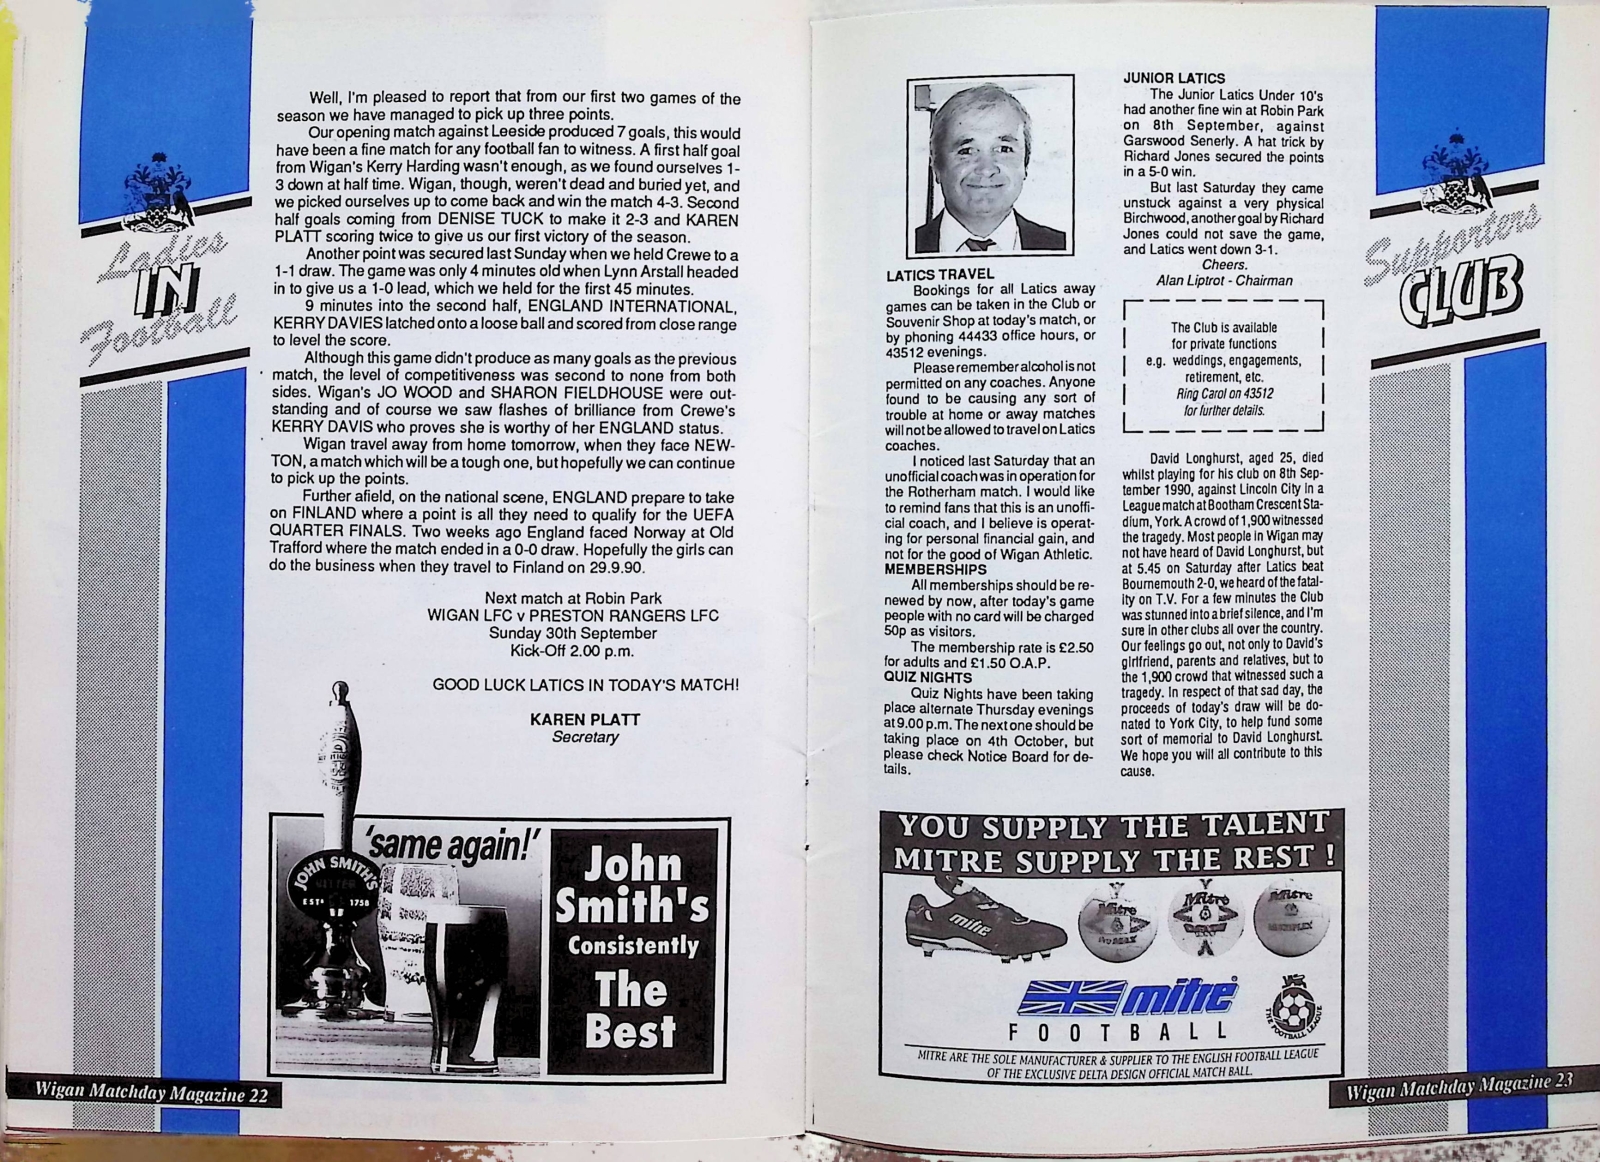 Ladies
IN
Football
Well, I'm pleased to report that from our first two games of the
season we have managed to pick up three points.
Our opening match against Leeside produced 7 goals, this would
have been a fine match for any football fan to witness. A first half goal
from Wigan's Kerry Harding wasn't enough, as we found ourselves 1-
3 down at half time. Wigan, though, weren't dead and buried yet, and
we picked ourselves up to come back and win the match 4-3. Second
half goals coming from DENISE TUCK to make it 2-3 and KAREN
PLATT scoring twice to give us our first victory of the season.
Another point was secured last Sunday when we held Crewe to a
1-1 draw. The game was only 4 minutes old when Lynn Arstall headed
in to give us a 1-0 lead, which we held for the first 45 minutes.
9 minutes into the second half, ENGLAND INTERNATIONAL,
KERRY DAVIES latched onto a loose ball and scored from close range
to level the score.
Although this game didn't produce as many goals as the previous
match, the level of competitiveness was second to none from both
sides. Wigan's JO WOOD and SHARON FIELDHOUSE were out-
standing and of course we saw flashes of brilliance from Crewe's
KERRY DAVIS who proves she is worthy of her ENGLAND status.
Wigan travel away from home tomorrow, when they face NEW-
TON, a match which will be a tough one, but hopefully we can continue
to pick up the points.
Further afield, on the national scene, ENGLAND prepare to take
on FINLAND where a point is all they need to qualify for the UEFA
QUARTER FINALS. Two weeks ago England faced Norway at Old
Trafford where the match ended in a 0-0 draw. Hopefully the girls can
do the business when they travel to Finland on 29.9.90.
Next match at Robin Park
WIGAN LFC v PRESTON RANGERS LFC
Sunday 30th September
Kick-Off 2.00 p.m.
GOOD LUCK LATICS IN TODAY'S MATCH!
KAREN PLATT
Secretary
'same again!'
JOHN SMITH'S
BITTER
ESTD 1758
John
Smith's
Consistently
The
Best
Wigan Matchday Magazine 22
LATICS TRAVEL
Bookings for all Latics away
games can be taken in the Club or
Souvenir Shop at today's match, or
by phoning 44433 office hours, or
43512 evenings.
Please remember alcohol is not
permitted on any coaches. Anyone
found to be causing any sort of
trouble at home or away matches
will not be allowed to travel on Latics
coaches.
I noticed last Saturday that an
unofficial coach was in operation for
the Rotherham match. I would like
to remind fans that this is an unoffi-
cial coach, and I believe is operat-
ing for personal financial gain, and
not for the good of Wigan Athletic.
MEMBERSHIPS
All memberships should be re-
newed by now, after today's game
people with no card will be charged
50p as visitors.
The membership rate is £2.50
for adults and £1.50 O.A.P.
QUIZ NIGHTS
Quiz Nights have been taking
place alternate Thursday evenings
at 9.00 p.m. The next one should be
taking place on 4th October, but
please check Notice Board for de-
tails.
JUNIOR LATICS
The Junior Latics Under 10's
had another fine win at Robin Park
on 8th September, against
Garswood Senerly. A hat trick by
Richard Jones secured the points
in a 5-0 win.
But last Saturday they came
unstuck against a very physical
Birchwood, another goal by Richard
Jones could not save the game,
and Latics went down 3-1.
Cheers.
Alan Liptrot - Chairman
The Club is available
for private functions
e.g. weddings, engagements,
retirement, etc.
Ring Carol on 43512
for further details.
David Longhurst, aged 25, died
whilst playing for his club on 8th Sep-
tember 1990, against Lincoln City in a
League match at Bootham Crescent Sta-
dium, York. A crowd of 1,900 witnessed
the tragedy. Most people in Wigan may
not have heard of David Longhurst, but
at 5.45 on Saturday after Latics beat
Bournemouth 2-0, we heard of the fatal-
ity on T.V. For a few minutes the Club
was stunned into a brief silence, and I'm
sure in other clubs all over the country.
Our feelings go out, not only to David's
girlfriend, parents and relatives, but to
the 1,900 crowd that witnessed such a
tragedy. In respect of that sad day, the
proceeds of today's draw will be do-
nated to York City, to help fund some
sort of memorial to David Longhurst.
We hope you will all contribute to this
cause.
Supporters
CLUB
YOU SUPPLY THE TALENT
MITRE SUPPLY THE REST !
mitre
Mitre
Mitre
Mitre
mitre
FOOTBALL
THE FOOTBALL LEAGUE
MITRE ARE THE SOLE MANUFACTURER & SUPPLIER TO THE ENGLISH FOOTBALL LEAGUE
OF THE EXCLUSIVE DELTA DESIGN OFFICIAL MATCH BALL.
Wigan Matchday Magazine 23